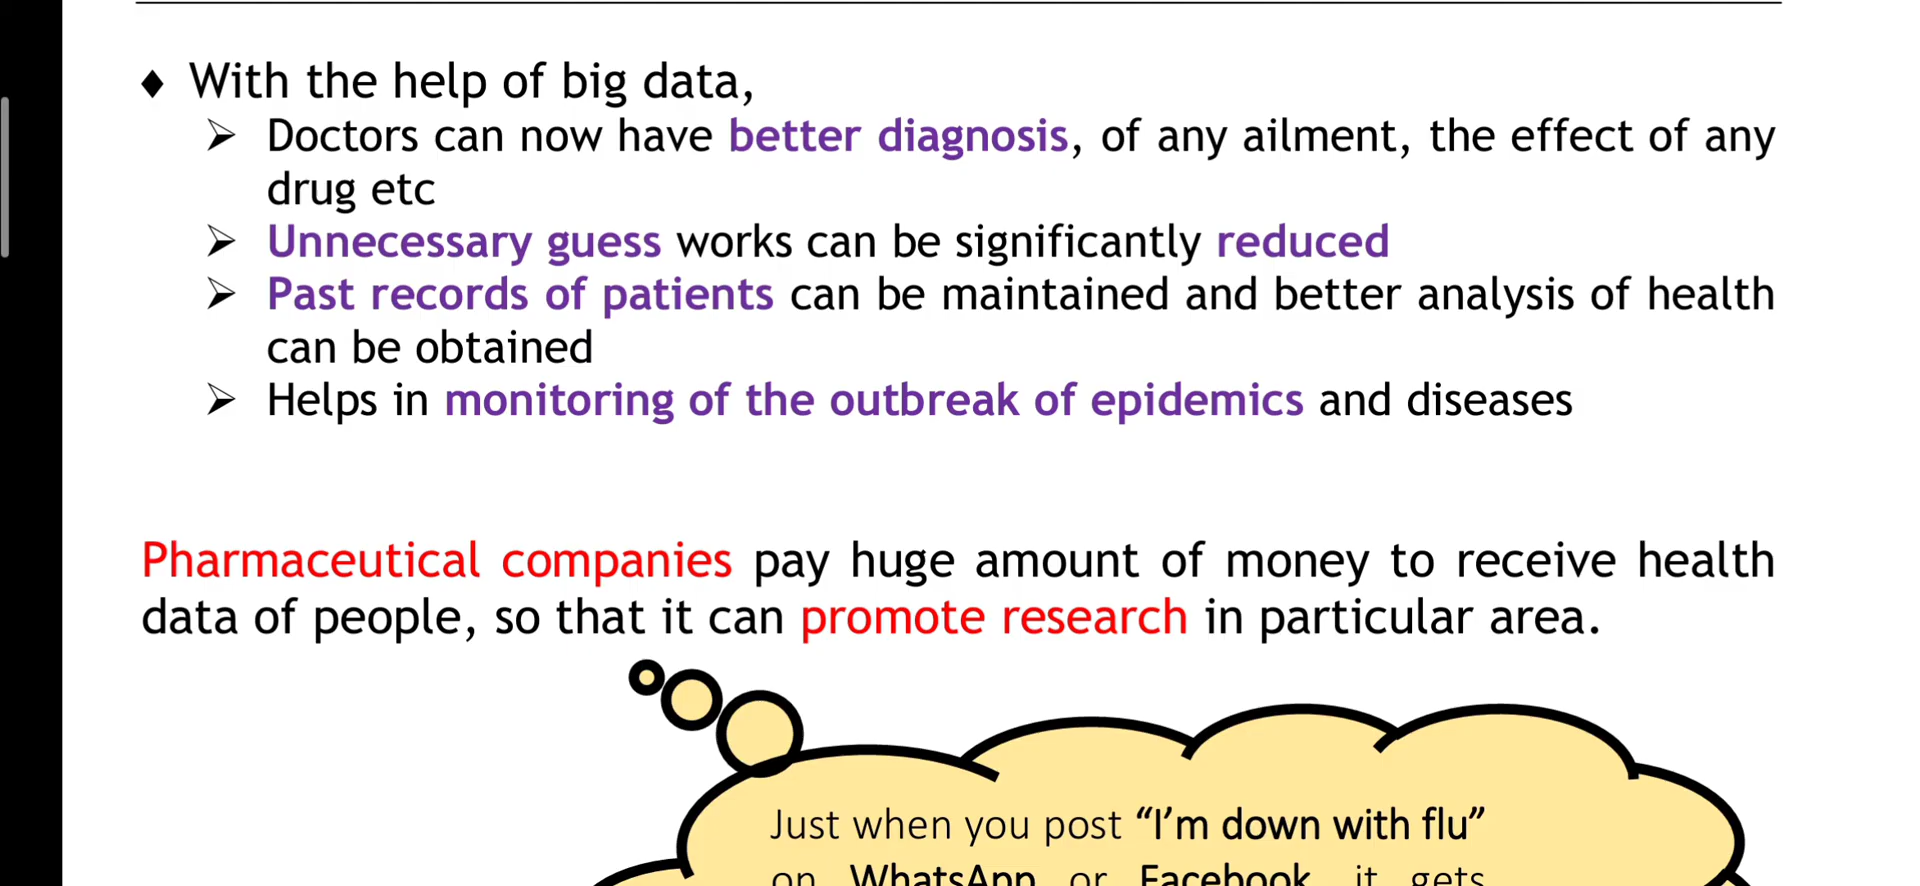 ♦ With the help of big data,
➢ Doctors can now have better diagnosis, of any ailment, the effect of any
drug etc
➢ Unnecessary guess works can be significantly reduced
➢ Past records of patients can be maintained and better analysis of health
can be obtained
➢ Helps in monitoring of the outbreak of epidemics and diseases
Pharmaceutical companies pay huge amount of money to receive health
data of people, so that it can promote research in particular area.
Just when you post “I’m down with flu”
on WhatsApp or Facebook, it gets